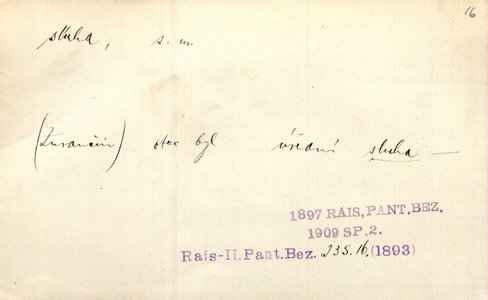 16
sluha, s. m.
(Zuzančin) otec byl úřední sluha —
1897 RAIS, PANT. BEZ.
1909 SP. 2.
Rais-II. Pant. Bez. 235.16, (1893)